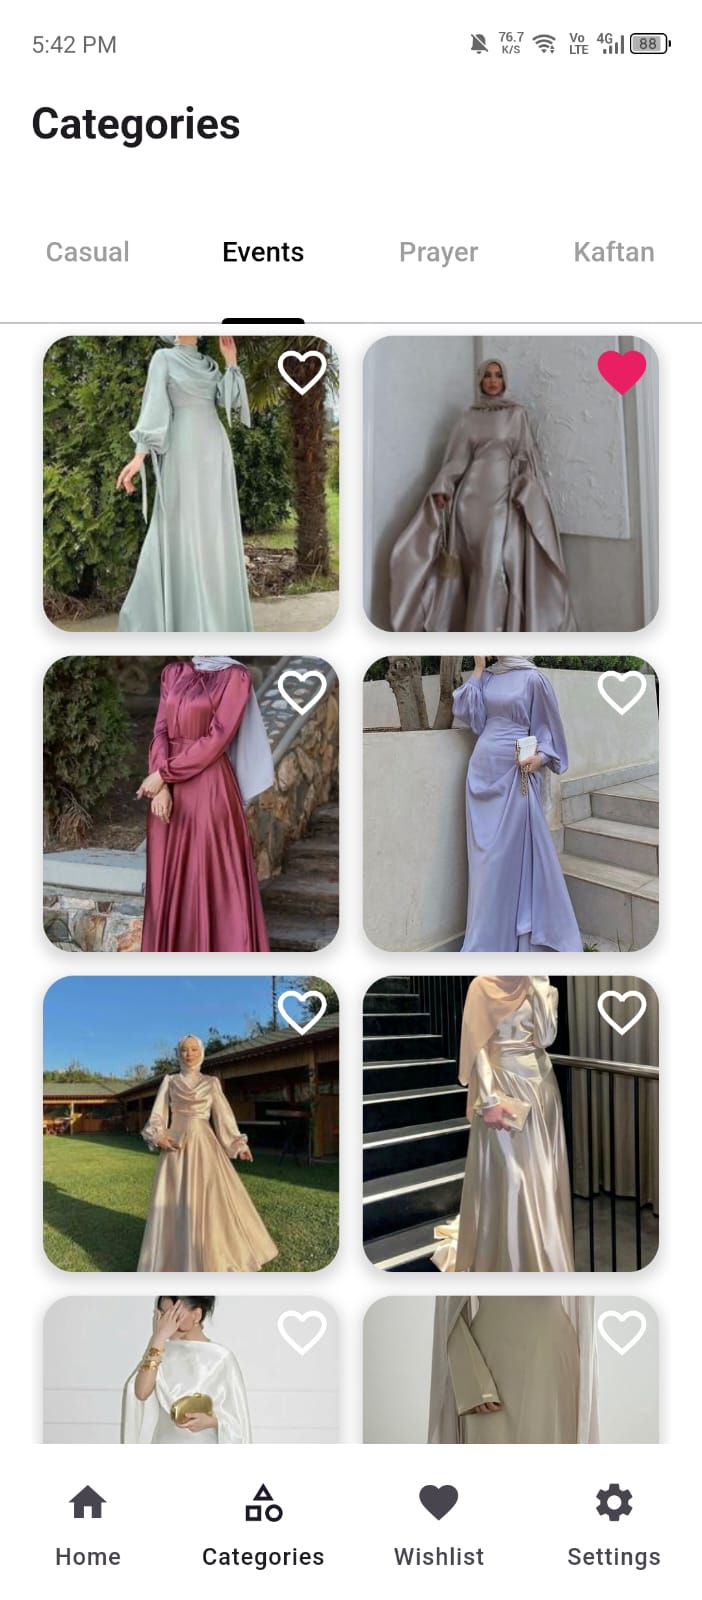 5:42 PM 76.7 K/S Vo LTE 4G 88
Categories
Casual Events Prayer Kaftan
Home Categories Wishlist Settings